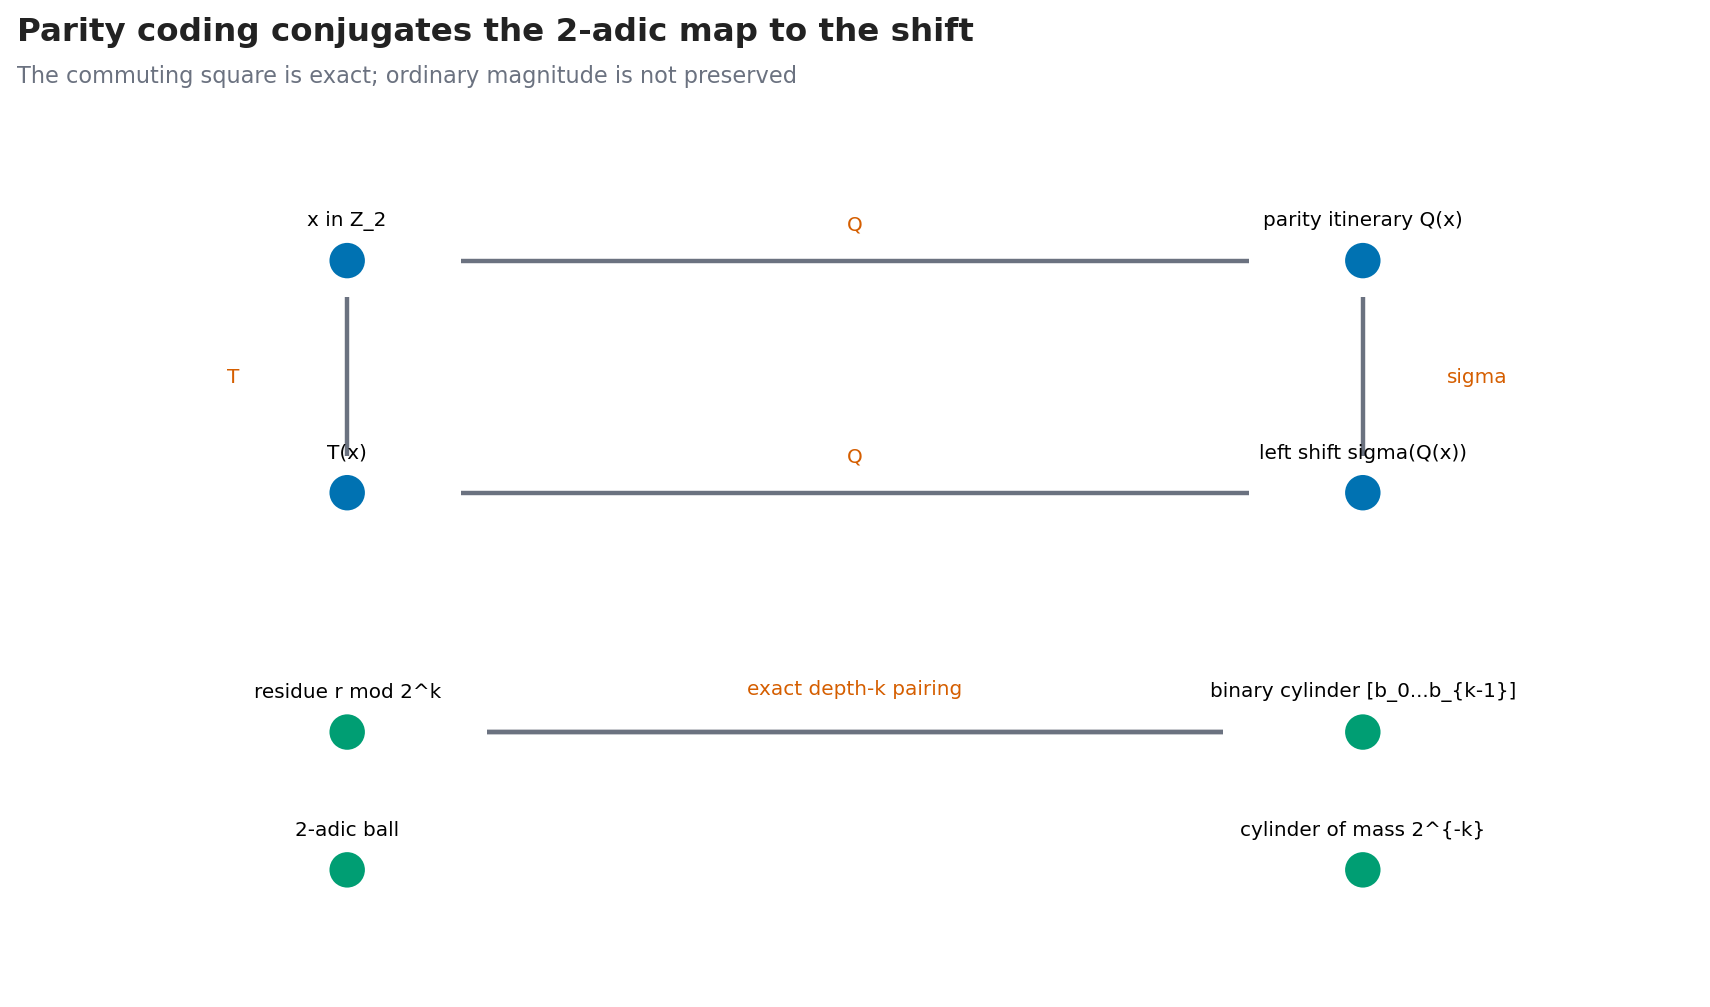 Parity coding conjugates the 2-adic map to the shift
The commuting square is exact; ordinary magnitude is not preserved
x in Z_2
Q
parity itinerary Q(x)
T
sigma
T(x)
Q
left shift sigma(Q(x))
residue r mod 2^k
exact depth-k pairing
binary cylinder [b_0...b_{k-1}]
2-adic ball
cylinder of mass 2^{-k}